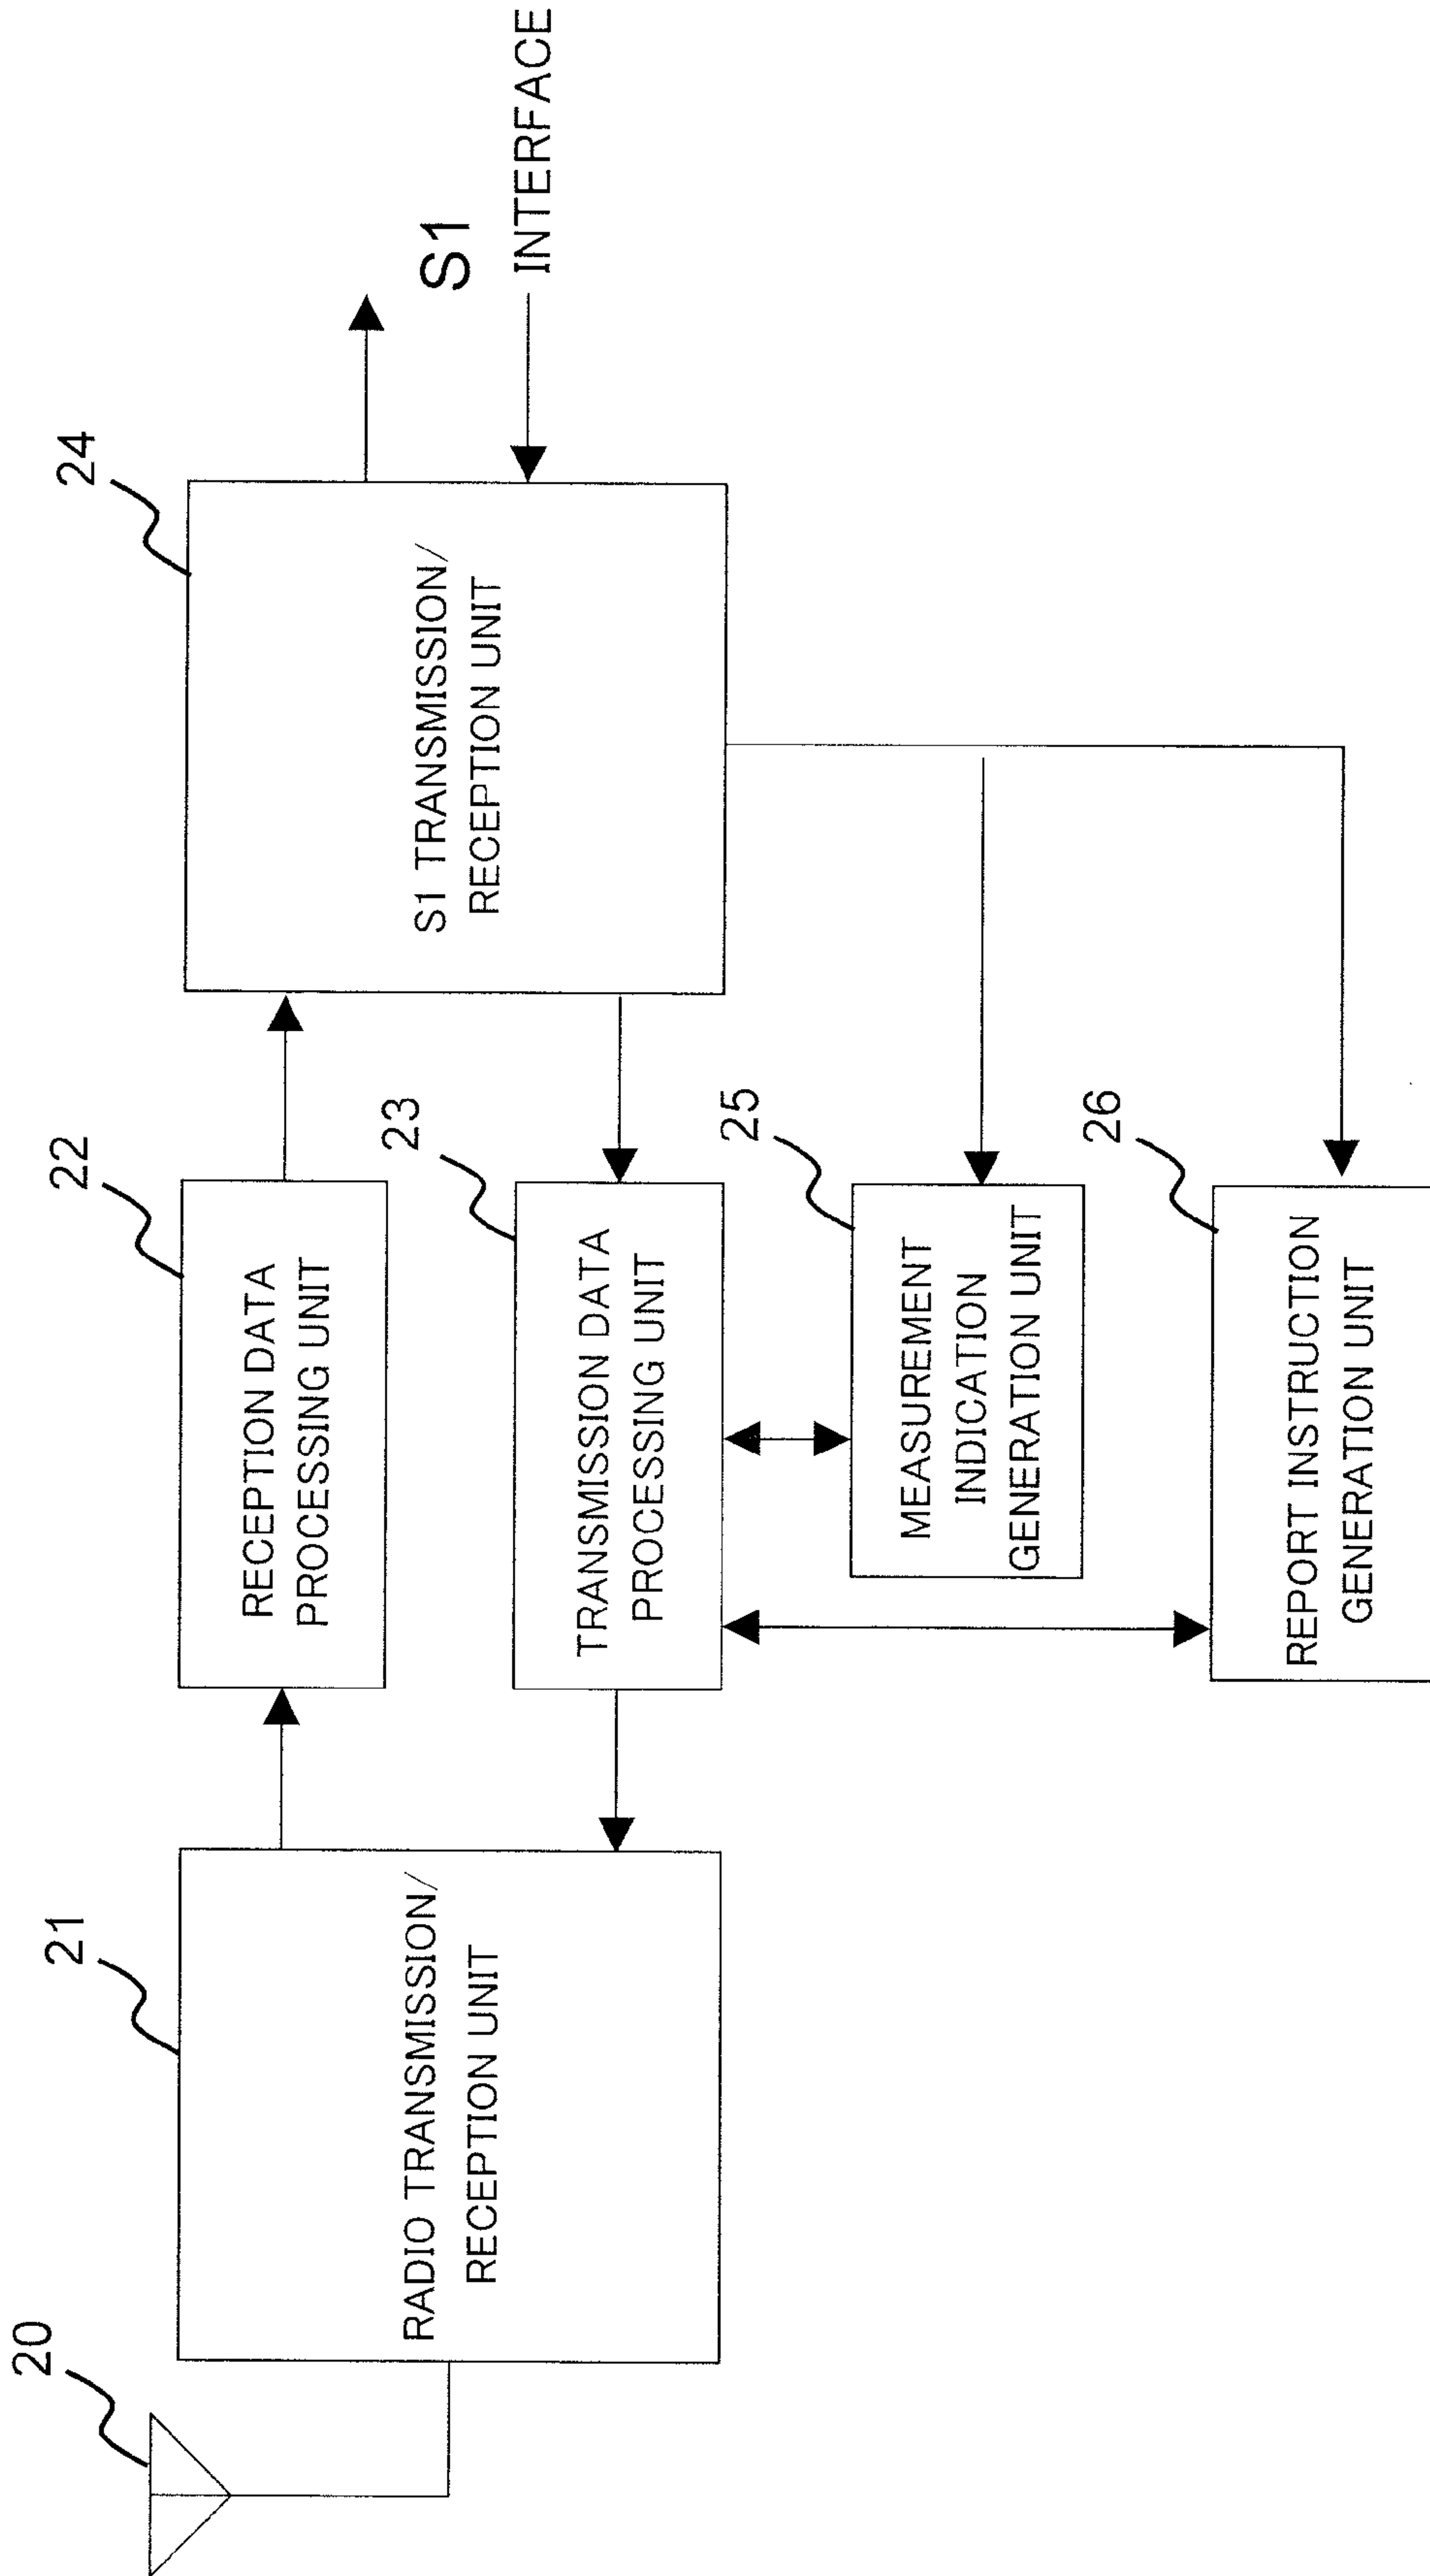 20
21
RADIO TRANSMISSION/
RECEPTION UNIT
22
RECEPTION DATA
PROCESSING UNIT
23
TRANSMISSION DATA
PROCESSING UNIT
25
MEASUREMENT
INDICATION
GENERATION UNIT
26
REPORT INSTRUCTION
GENERATION UNIT
24
S1 TRANSMISSION/
RECEPTION UNIT
S1
INTERFACE